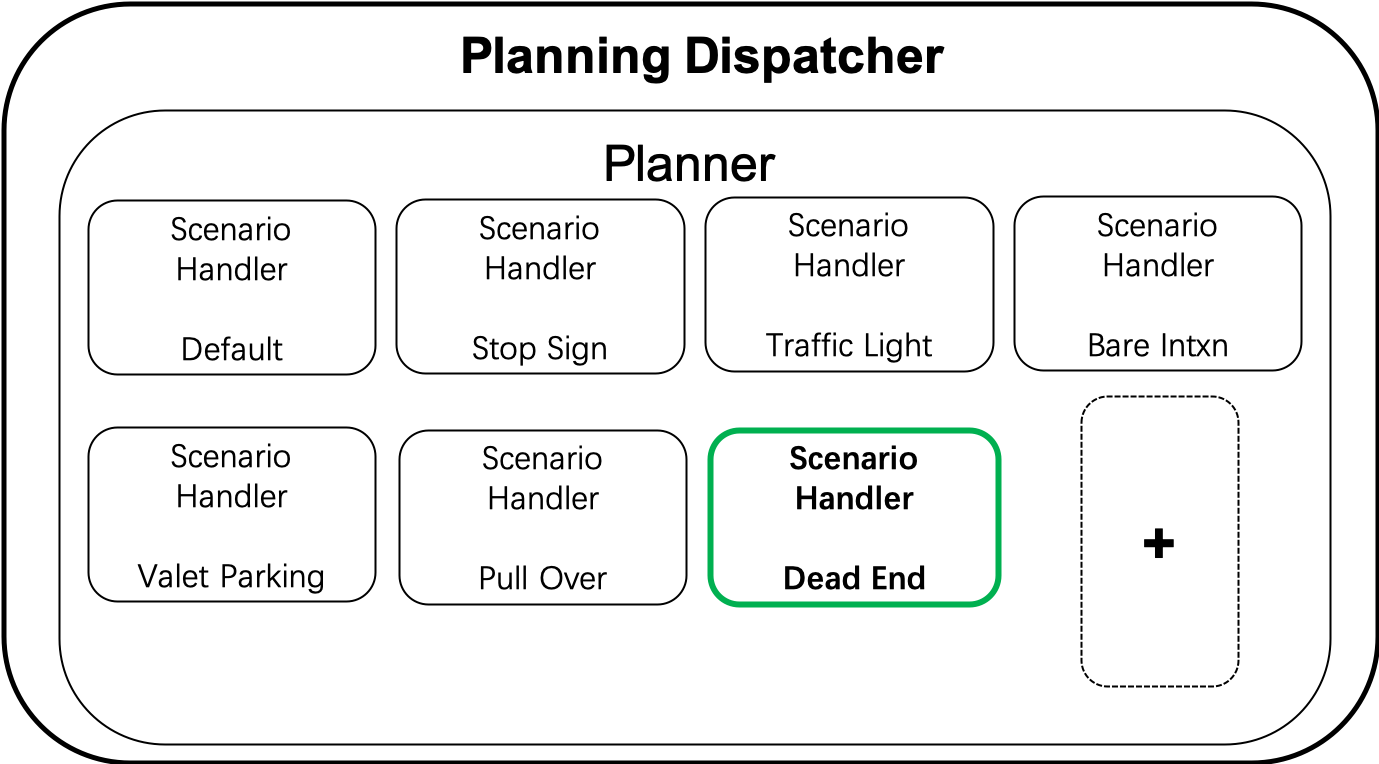 Planning Dispatcher
Planner
Scenario
Handler
Default
Scenario
Handler
Stop Sign
Scenario
Handler
Traffic Light
Scenario
Handler
Bare Intxn
Scenario
Handler
Valet Parking
Scenario
Handler
Pull Over
Scenario
Handler
Dead End
+